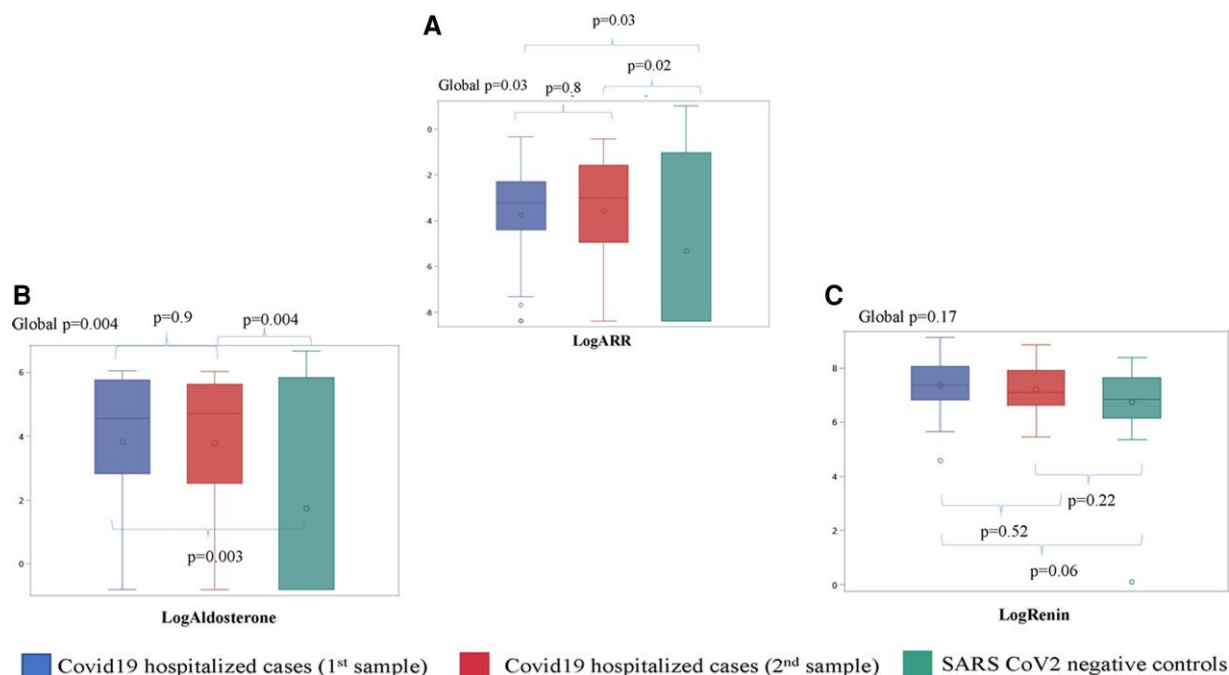 A
p=0.03
p=0.02
Global p=0.03
p=0.8
0
-2
-4
-6
-8
LogARR
B
Global p=0.004
p=0.9
p=0.004
6
4
2
0
p=0.003
LogAldosterone
C
Global p=0.17
8
6
4
2
0
p=0.22
p=0.52
p=0.06
LogRenin
Covid19 hospitalized cases (1st sample)
Covid19 hospitalized cases (2nd sample)
SARS CoV2 negative controls